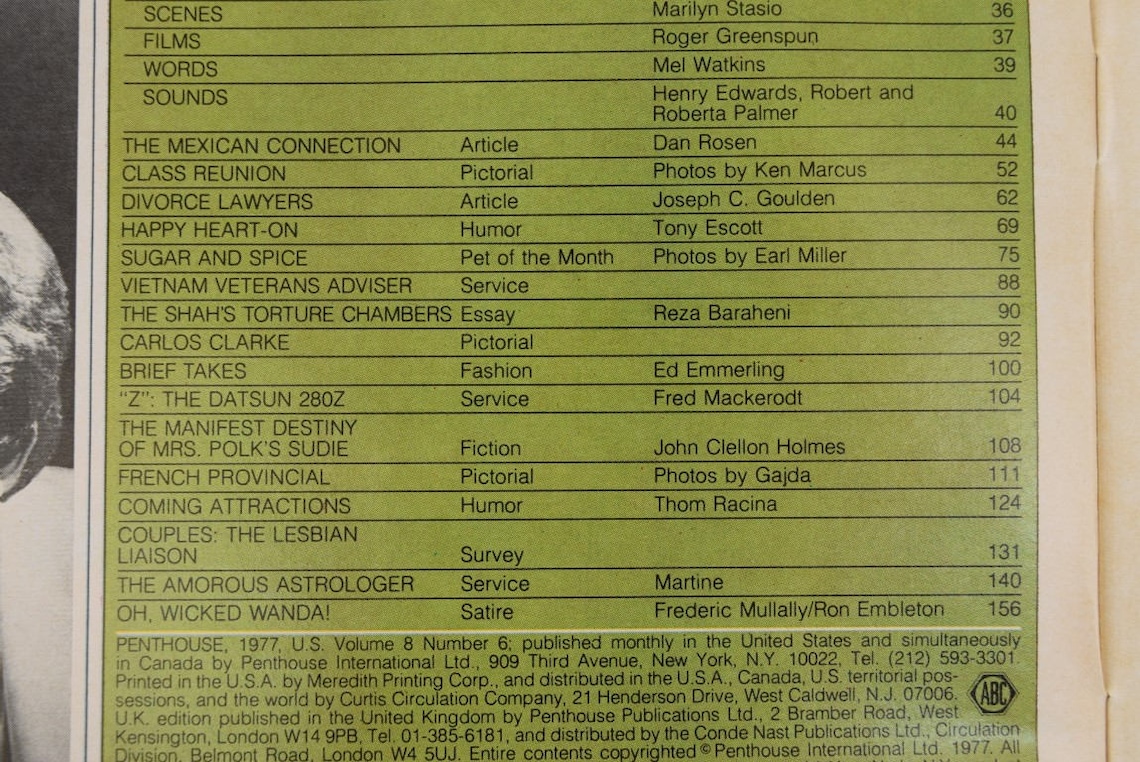 SCENES Marilyn Stasio 36
FILMS Roger Greenspun 37
WORDS Mel Watkins 39
SOUNDS Henry Edwards, Robert and
Roberta Palmer 40
THE MEXICAN CONNECTION Article Dan Rosen 44
CLASS REUNION Pictorial Photos by Ken Marcus 52
DIVORCE LAWYERS Article Joseph C. Goulden 62
HAPPY HEART-ON Humor Tony Escott 69
SUGAR AND SPICE Pet of the Month Photos by Earl Miller 75
VIETNAM VETERANS ADVISER Service 88
THE SHAH'S TORTURE CHAMBERS Essay Reza Baraheni 90
CARLOS CLARKE Pictorial 92
BRIEF TAKES Fashion Ed Emmerling 100
“Z”: THE DATSUN 280Z Service Fred Mackerodt 104
THE MANIFEST DESTINY
OF MRS. POLK'S SUDIE Fiction John Clellon Holmes 108
FRENCH PROVINCIAL Pictorial Photos by Gajda 111
COMING ATTRACTIONS Humor Thom Racina 124
COUPLES: THE LESBIAN
LIAISON Survey 131
THE AMOROUS ASTROLOGER Service Martine 140
OH, WICKED WANDA! Satire Frederic Mullally/Ron Embleton 156
PENTHOUSE, 1977, U.S. Volume 8 Number 6; published monthly in the United States and simultaneously
in Canada by Penthouse International Ltd., 909 Third Avenue, New York, N.Y. 10022, Tel. (212) 593-3301.
Printed in the U.S.A. by Meredith Printing Corp., and distributed in the U.S.A., Canada, U.S. territorial pos-
sessions, and the world by Curtis Circulation Company, 21 Henderson Drive, West Caldwell, N.J. 07006.
ABC
U.K. edition published in the United Kingdom by Penthouse Publications Ltd., 2 Bramber Road, West
Kensington, London W14 9PB, Tel. 01-385-6181, and distributed by the Conde Nast Publications Ltd., Circulation
Division, Belmont Road, London W4 5UJ. Entire contents copyrighted © Penthouse International Ltd. 1977. All